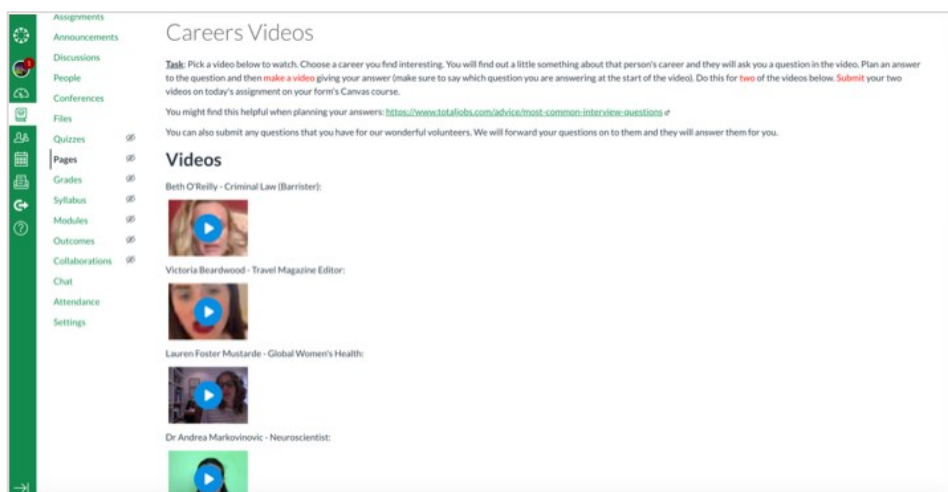 Assignments
Announcements
Discussions
People
Conferences
Files
Quizzes
Pages
Grades
Syllabus
Modules
Outcomes
Collaborations
Chat
Attendance
Settings
Careers Videos
Task: Pick a video below to watch. Choose a career you find interesting. You will find out a little something about that person's career and they will ask you a question in the video. Plan an answer
to the question and then make a video giving your answer (make sure to say which question you are answering at the start of the video). Do this for two of the videos below. Submit your two
videos on today's assignment on your form's Canvas course.
You might find this helpful when planning your answers: https://www.totaljobs.com/advice/most-common-interview-questions
You can also submit any questions that you have for our wonderful volunteers. We will forward your questions on to them and they will answer them for you.
Videos
Beth O'Reilly - Criminal Law (Barrister):
Victoria Beardwood - Travel Magazine Editor:
Lauren Foster Mustarde - Global Women's Health:
Dr Andrea Markovinovic - Neuroscientist: